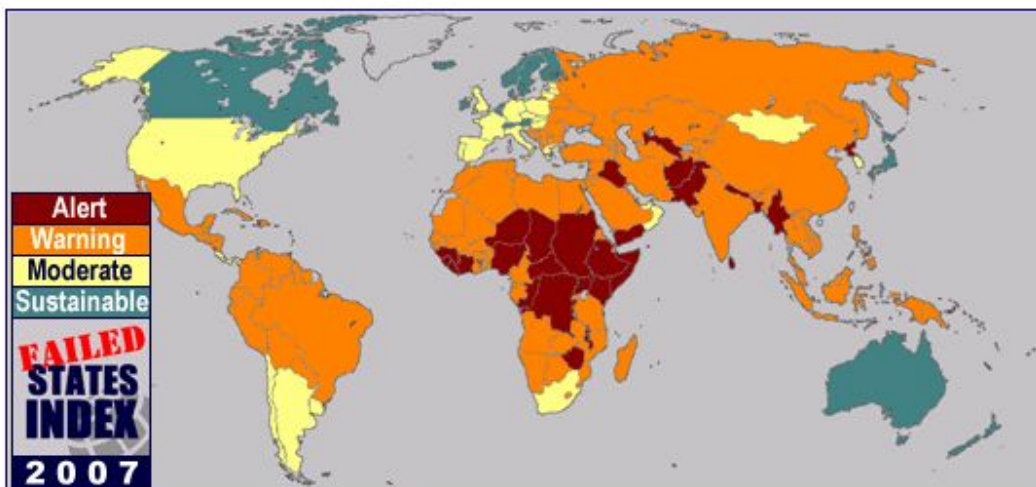 Alert
Warning
Moderate
Sustainable
FAILED
STATES
INDEX
2007